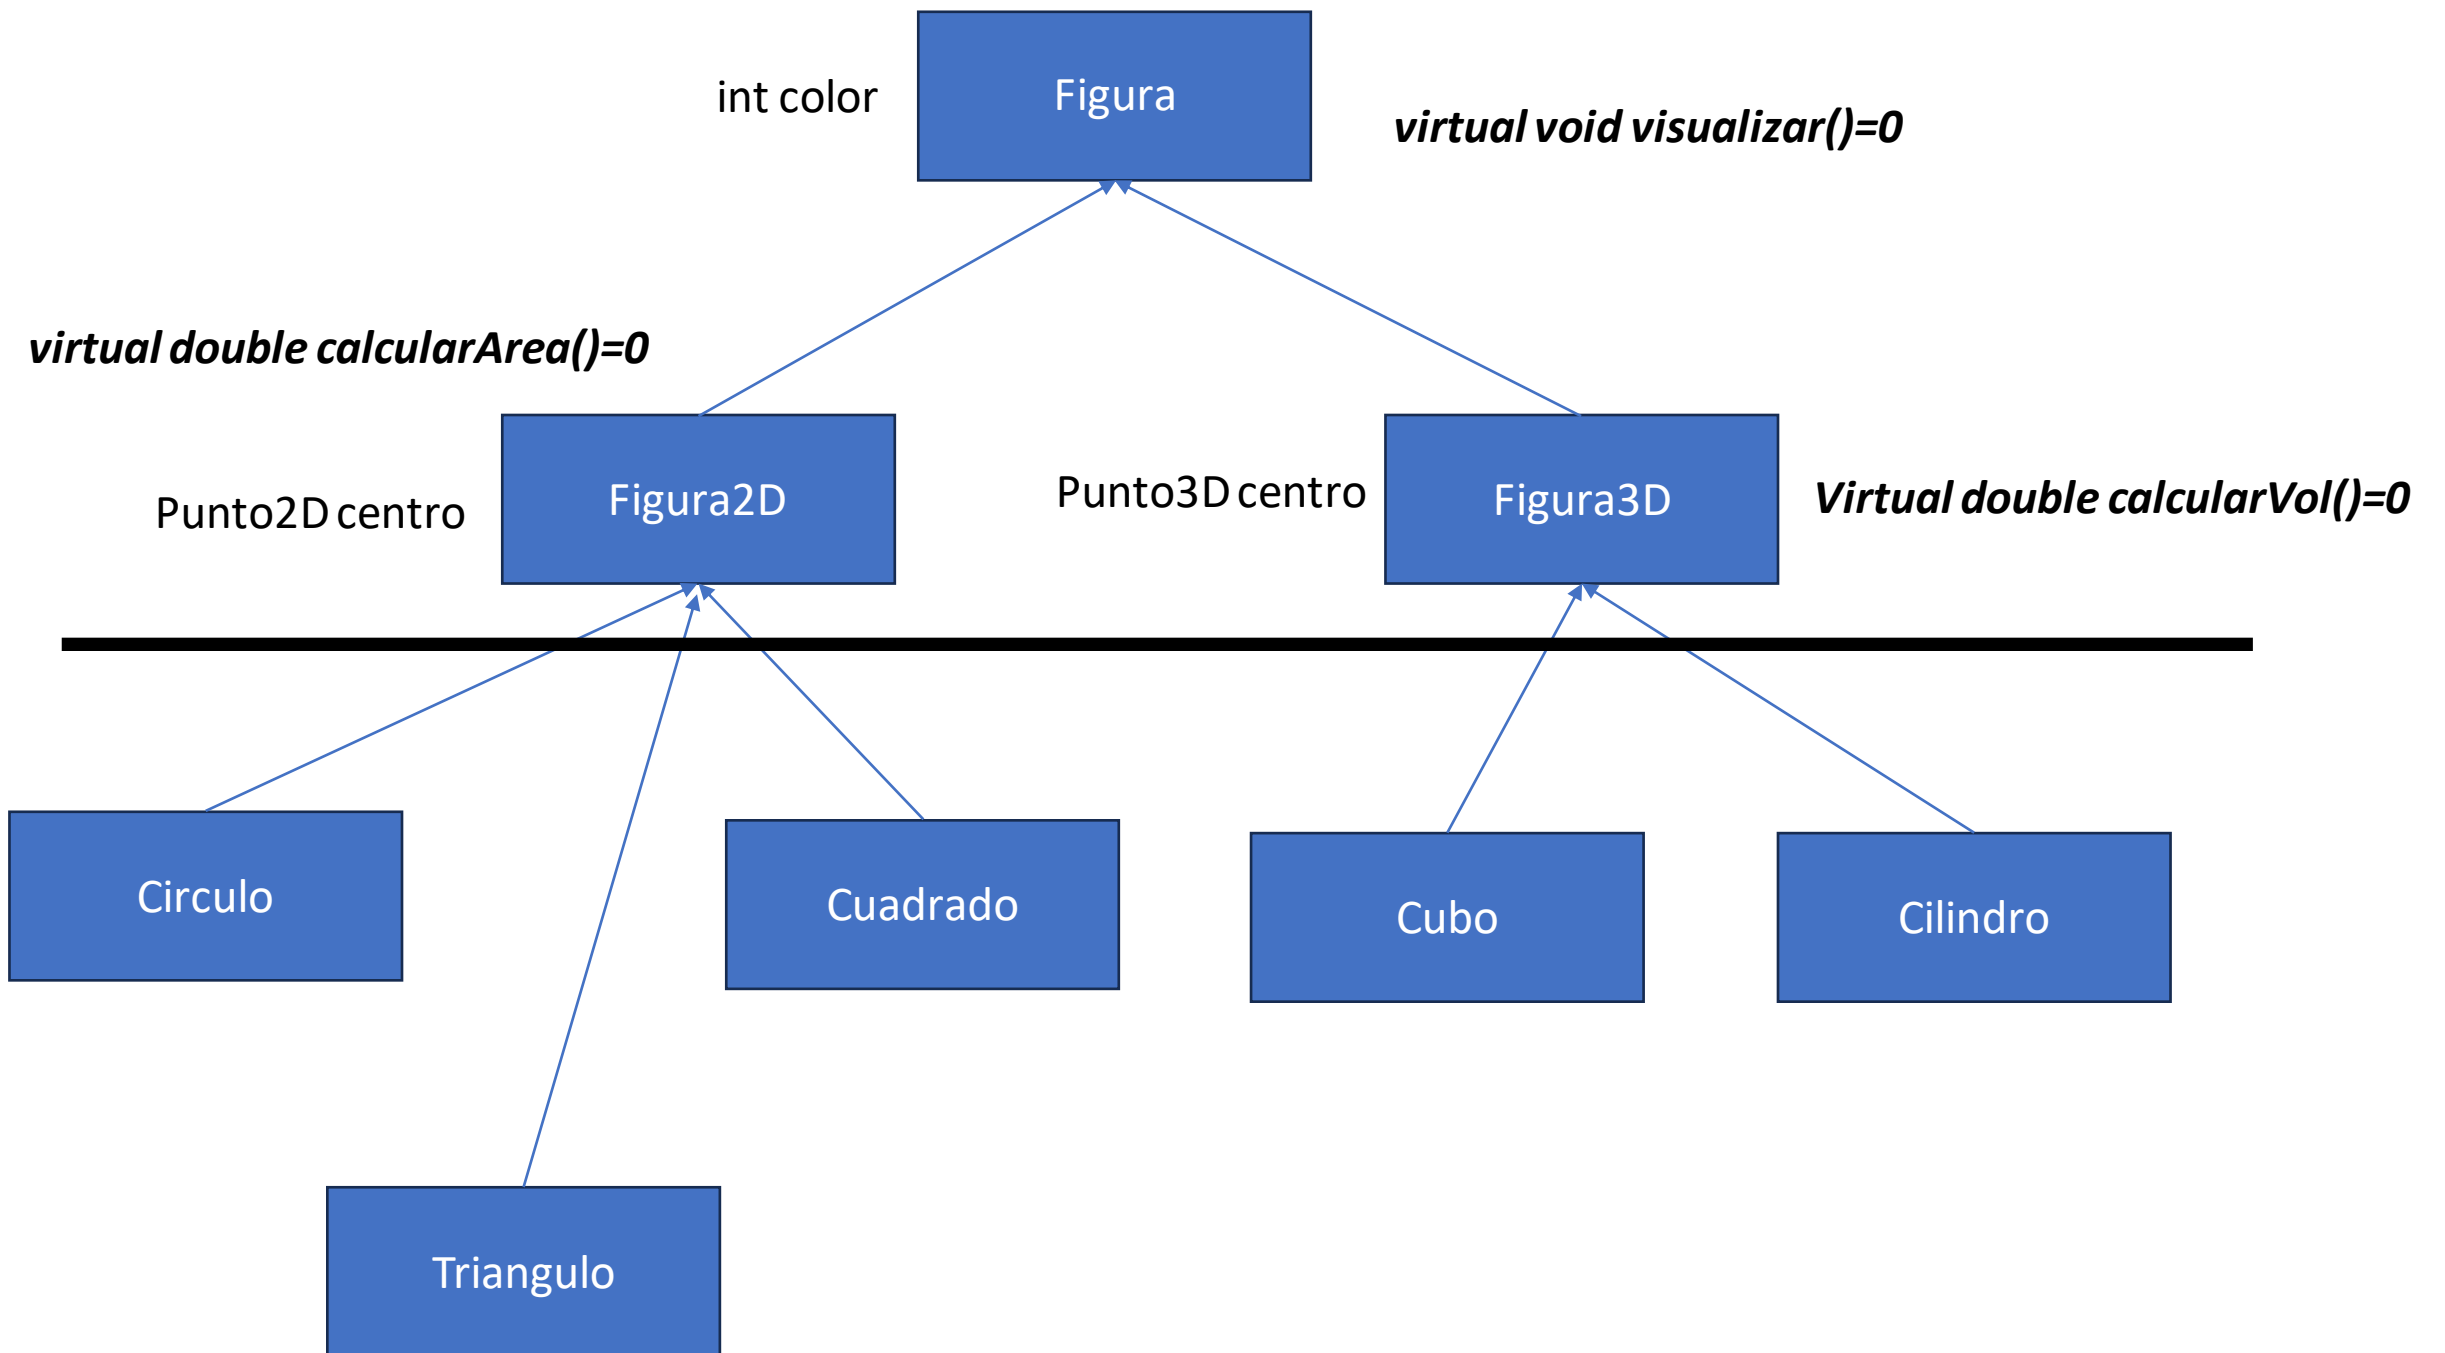 Figura
int color
virtual void visualizar()=0
virtual double calcularArea()=0
Figura2D
Punto2D centro
Punto3D centro
Figura3D
Virtual double calcularVol()=0
Circulo
Cuadrado
Cubo
Cilindro
Triangulo